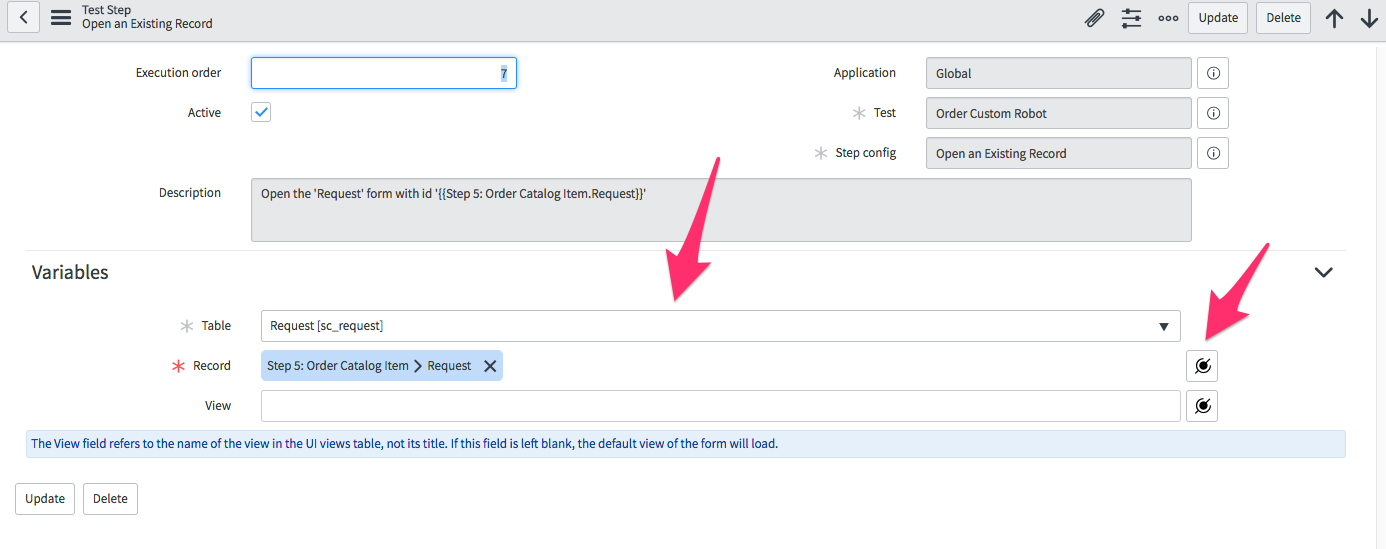 Test Step
Open an Existing Record
Update
Delete
Execution order
7
Application
Global
Active
Test
Order Custom Robot
Step config
Open an Existing Record
Description
Open the 'Request' form with id '{{Step 5: Order Catalog Item.Request}}'
Variables
Table
Request [sc_request]
Record
Step 5: Order Catalog Item > Request
View
The View field refers to the name of the view in the UI views table, not its title. If this field is left blank, the default view of the form will load.
Update
Delete